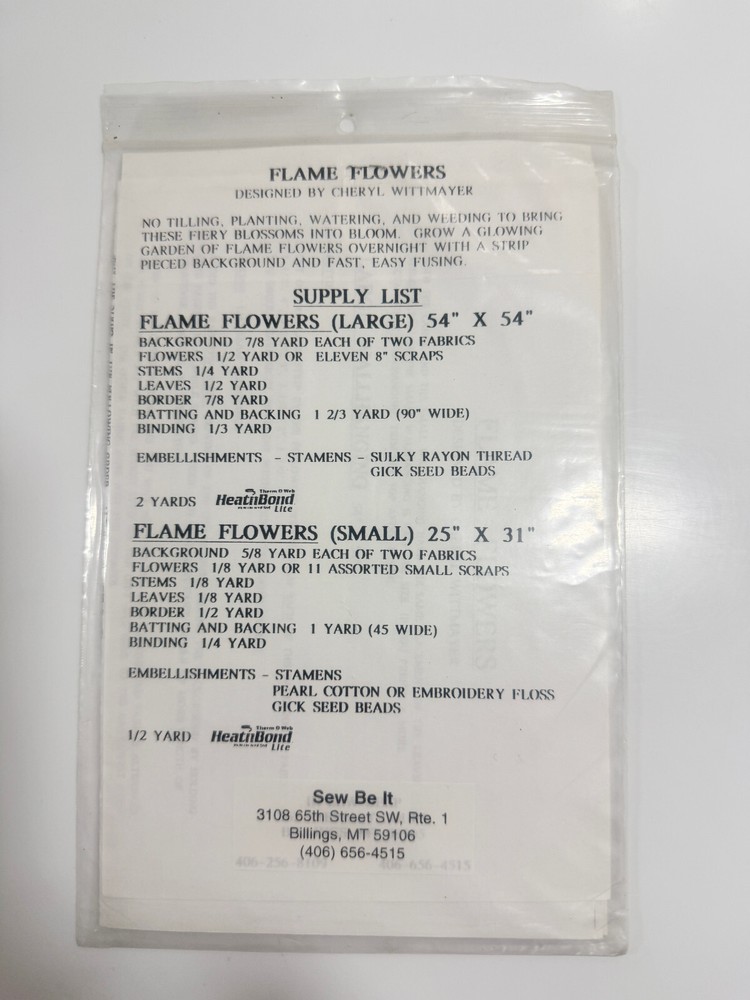 FLAME FLOWERS
DESIGNED BY CHERYL WITTMAYER
NO TILLING, PLANTING, WATERING, AND WEEDING TO BRING
THESE FIERY BLOSSOMS INTO BLOOM. GROW A GLOWING
GARDEN OF FLAME FLOWERS OVERNIGHT WITH A STRIP
PIECED BACKGROUND AND FAST, EASY FUSING.
SUPPLY LIST
FLAME FLOWERS (LARGE) 54" X 54"
BACKGROUND 7/8 YARD EACH OF TWO FABRICS
FLOWERS 1/2 YARD OR ELEVEN 8" SCRAPS
STEMS 1/4 YARD
LEAVES 1/2 YARD
BORDER 7/8 YARD
BATTING AND BACKING 1 2/3 YARD (90" WIDE)
BINDING 1/3 YARD
EMBELLISHMENTS - STAMENS - SULKY RAYON THREAD
GICK SEED BEADS
2 YARDS Therm O Web HeatnBond Lite
FLAME FLOWERS (SMALL) 25" X 31"
BACKGROUND 5/8 YARD EACH OF TWO FABRICS
FLOWERS 1/8 YARD OR 11 ASSORTED SMALL SCRAPS
STEMS 1/8 YARD
LEAVES 1/8 YARD
BORDER 1/2 YARD
BATTING AND BACKING 1 YARD (45 WIDE)
BINDING 1/4 YARD
EMBELLISHMENTS - STAMENS
PEARL COTTON OR EMBROIDERY FLOSS
GICK SEED BEADS
1/2 YARD Therm O Web HeatnBond Lite
Sew Be It
3108 65th Street SW, Rte. 1
Billings, MT 59106
(406) 656-4515
406-656-4515